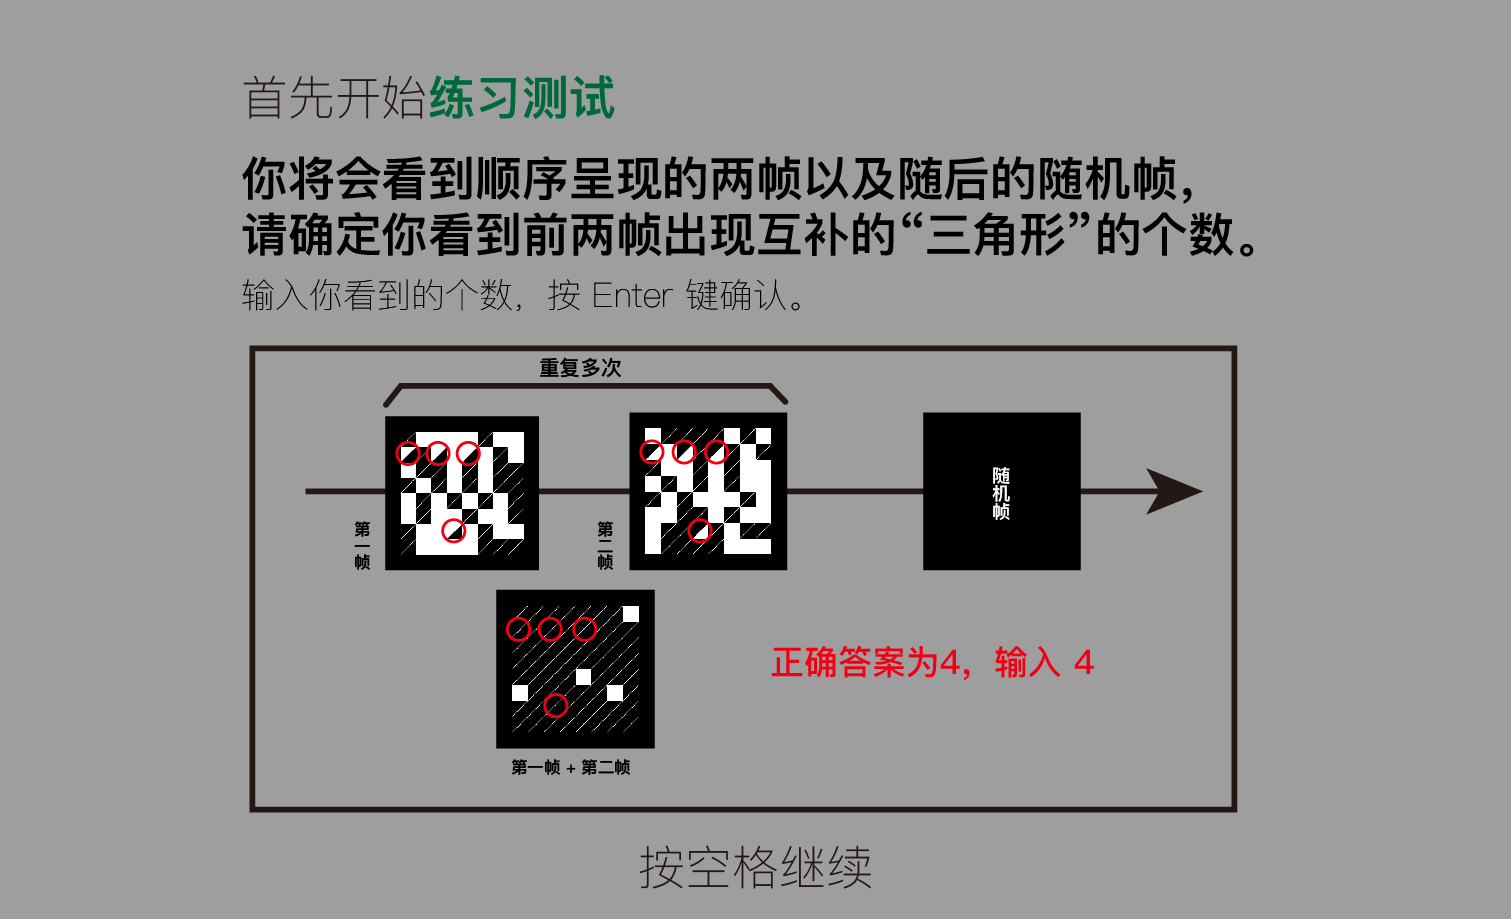 首先开始练习测试
你将会看到顺序呈现的两帧以及随后的随机帧，
请确定你看到前两帧出现互补的“三角形”的个数。
输入你看到的个数，按 Enter 键确认。
重复多次
第一帧
第二帧
随机帧
正确答案为4，输入 4
第一帧 + 第二帧
按空格继续